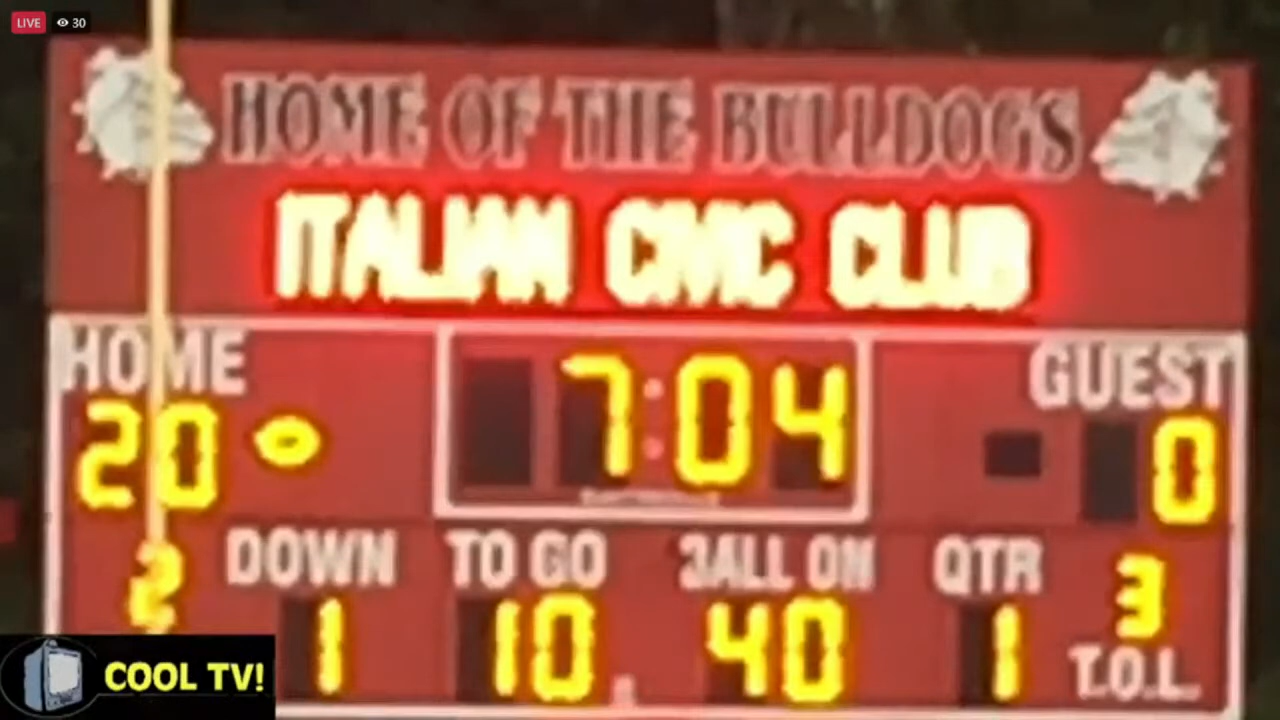 LIVE 30
HOME OF THE BULLDOGS
ITALIAN CIVIC CLUB
HOME 7:04 GUEST
20 0
DOWN TO GO BALL ON QTR
2 1 10 40 1 3
T.O.L.
COOL TV!